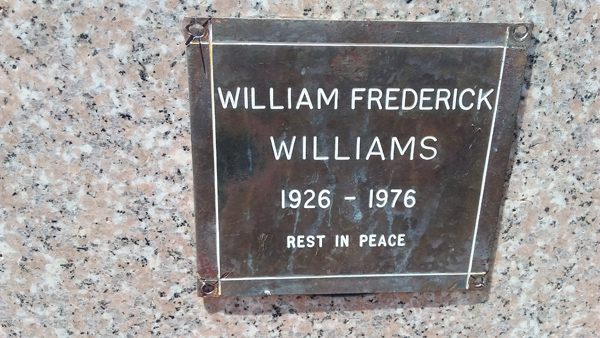 WILLIAM FREDERICK
WILLIAMS
1926 - 1976
REST IN PEACE